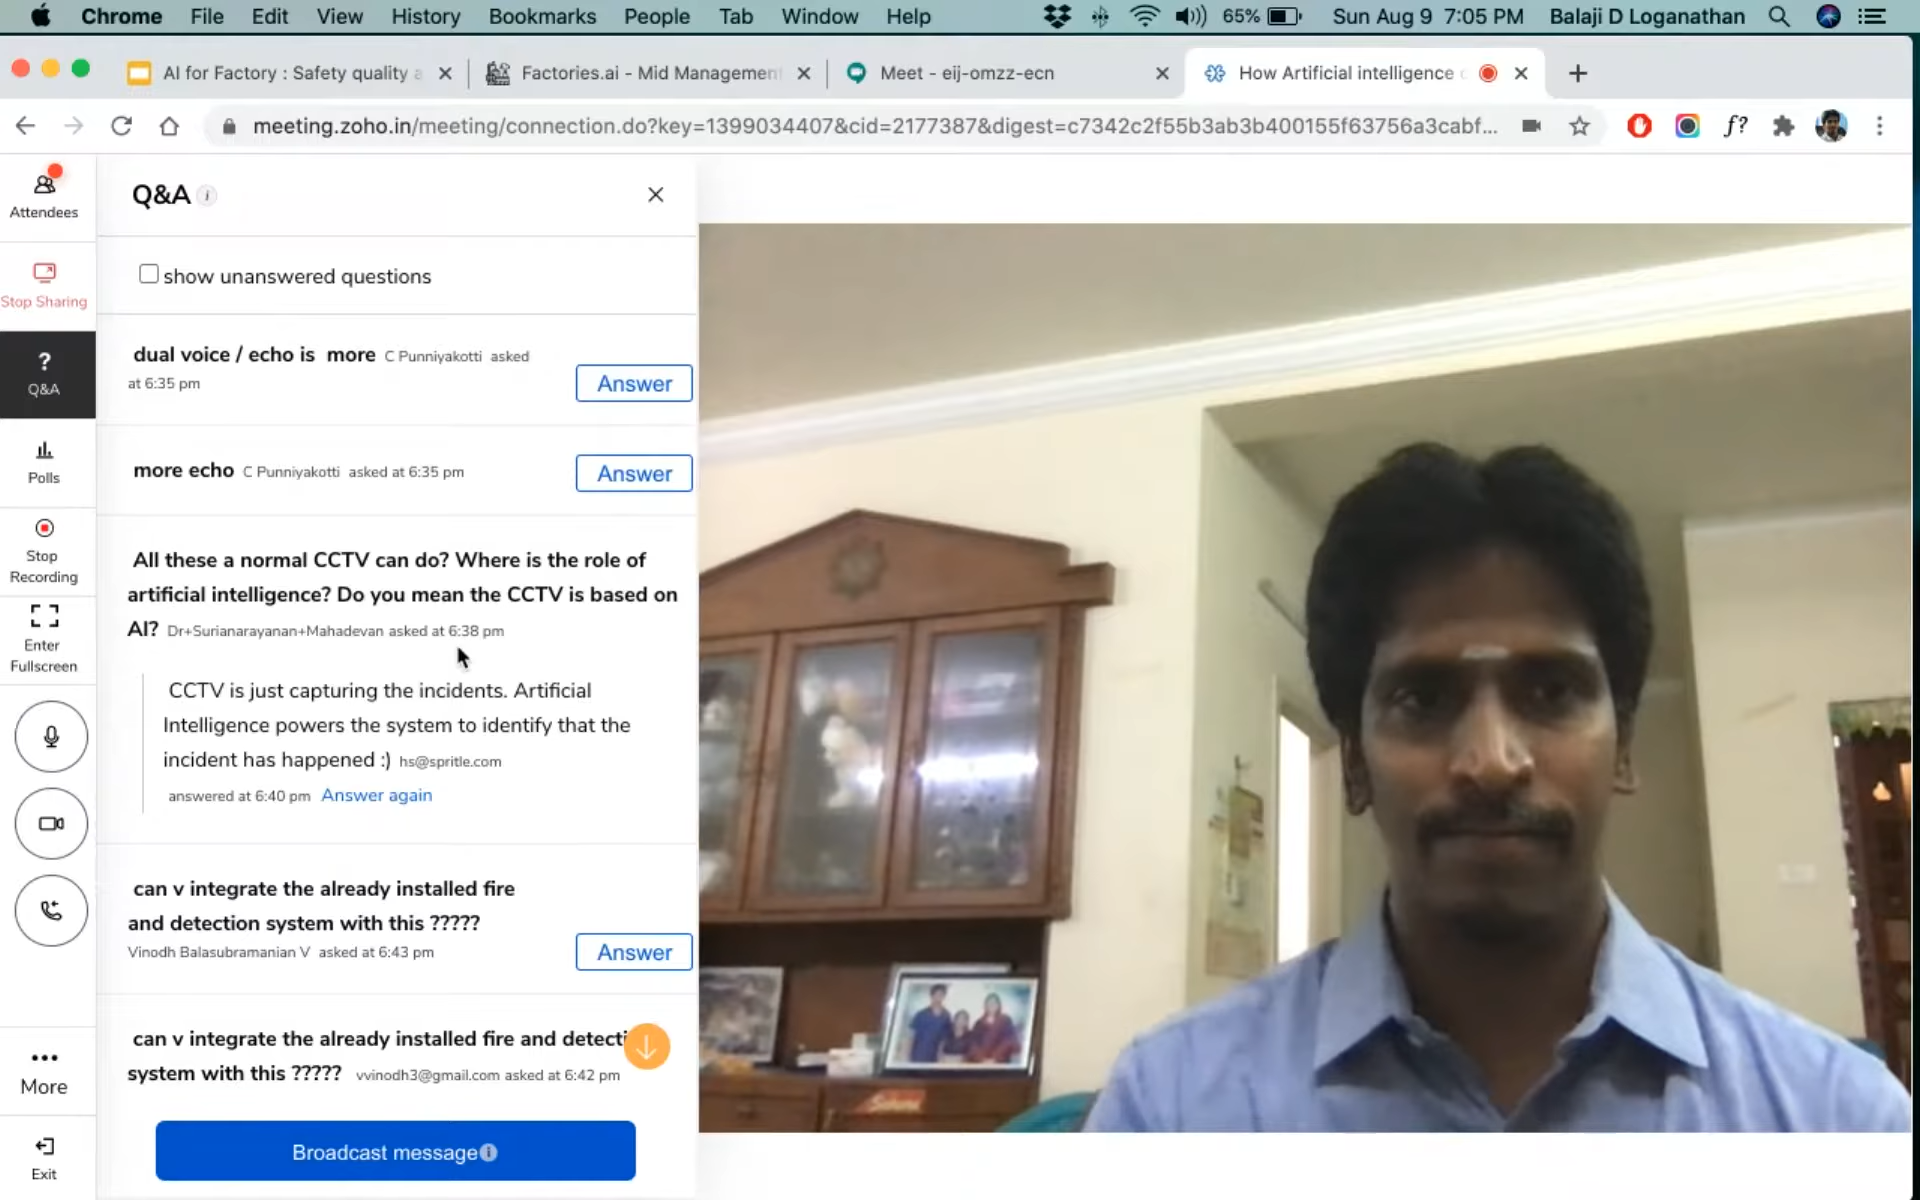 Chrome File Edit View History Bookmarks People Tab Window Help 65% Sun Aug 9 7:05 PM Balaji D Loganathan
AI for Factory : Safety quality a
Factories.ai - Mid Management
Meet - eij-omzz-ecn
How Artificial intelligence c
meeting.zoho.in/meeting/connection.do?key=1399034407&cid=2177387&digest=c7342c2f55b3ab3b400155f63756a3cabf...
f?
Attendees
Stop Sharing
?
Q&A
Polls
Stop
Recording
Enter
Fullscreen
More
Exit
Q&A i
show unanswered questions
dual voice / echo is more C Punniyakotti asked
at 6:35 pm
Answer
more echo C Punniyakotti asked at 6:35 pm
Answer
All these a normal CCTV can do? Where is the role of
artificial intelligence? Do you mean the CCTV is based on
AI? Dr+Surianarayanan+Mahadevan asked at 6:38 pm
CCTV is just capturing the incidents. Artificial
Intelligence powers the system to identify that the
incident has happened :) hs@spritle.com
answered at 6:40 pm Answer again
can v integrate the already installed fire
and detection system with this ?????
Vinodh Balasubramanian V asked at 6:43 pm
Answer
can v integrate the already installed fire and detecti
system with this ????? vvinodh3@gmail.com asked at 6:42 pm
Broadcast message i